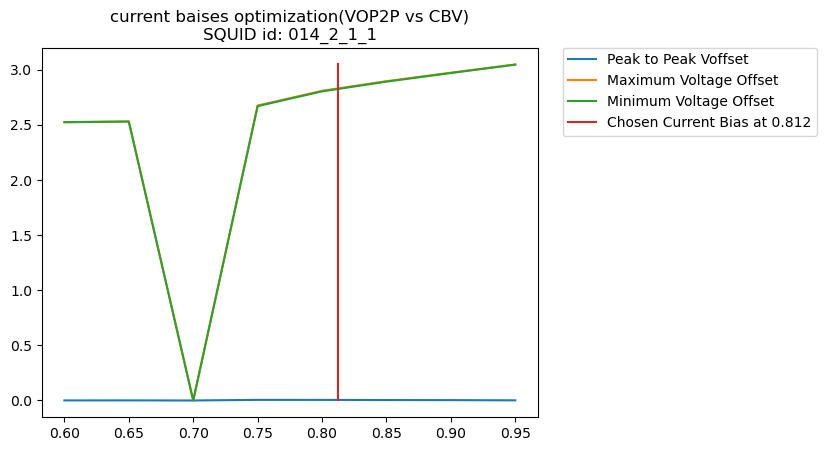 current baises optimization(VOP2P vs CBV)
SQUID id: 014_2_1_1
Peak to Peak Voffset
Maximum Voltage Offset
Minimum Voltage Offset
Chosen Current Bias at 0.812
3.0
2.5
2.0
1.5
1.0
0.5
0.0
0.60 0.65 0.70 0.75 0.80 0.85 0.90 0.95